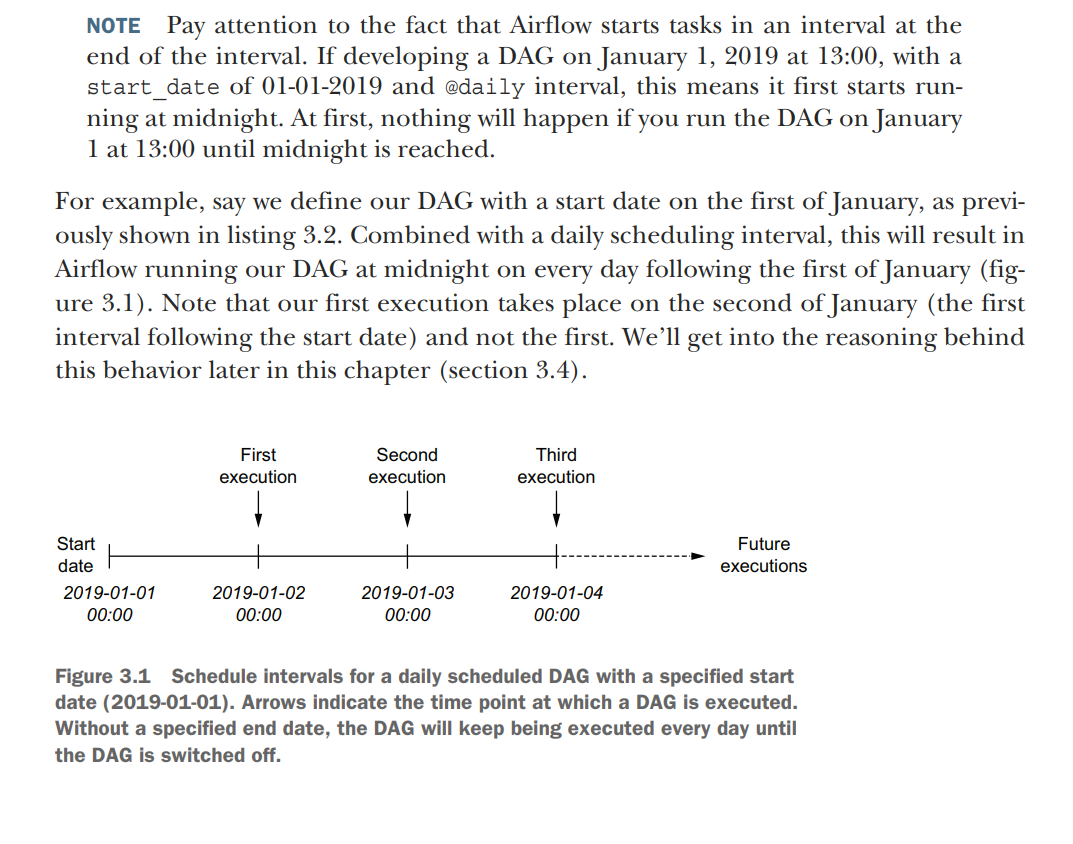 NOTE Pay attention to the fact that Airflow starts tasks in an interval at the
end of the interval. If developing a DAG on January 1, 2019 at 13:00, with a
start_date of 01-01-2019 and @daily interval, this means it first starts run-
ning at midnight. At first, nothing will happen if you run the DAG on January
1 at 13:00 until midnight is reached.
For example, say we define our DAG with a start date on the first of January, as previ-
ously shown in listing 3.2. Combined with a daily scheduling interval, this will result in
Airflow running our DAG at midnight on every day following the first of January (fig-
ure 3.1). Note that our first execution takes place on the second of January (the first
interval following the start date) and not the first. We’ll get into the reasoning behind
this behavior later in this chapter (section 3.4).
First
execution
Second
execution
Third
execution
Start
date
Future
executions
2019-01-01
00:00
2019-01-02
00:00
2019-01-03
00:00
2019-01-04
00:00
Figure 3.1 Schedule intervals for a daily scheduled DAG with a specified start
date (2019-01-01). Arrows indicate the time point at which a DAG is executed.
Without a specified end date, the DAG will keep being executed every day until
the DAG is switched off.